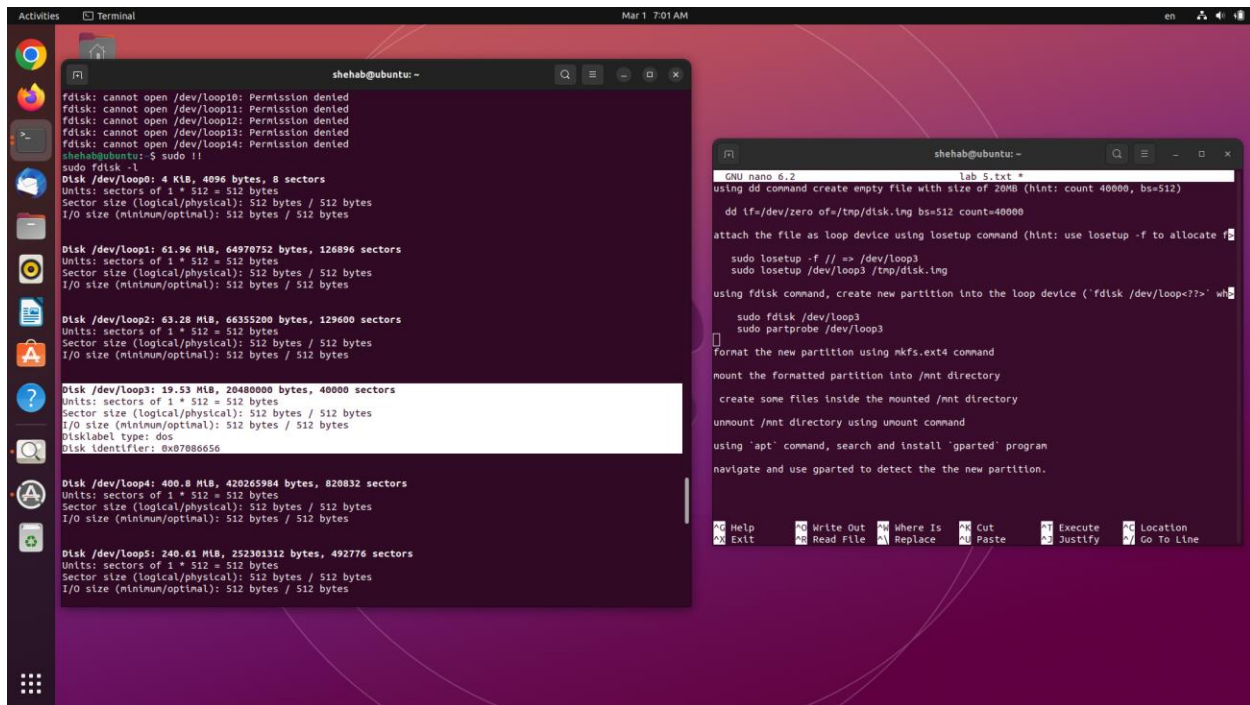 Activities
Terminal
Mar 1 7:01 AM
en
shehab@ubuntu: ~
fdisk: cannot open /dev/loop10: Permission denied
fdisk: cannot open /dev/loop11: Permission denied
fdisk: cannot open /dev/loop12: Permission denied
fdisk: cannot open /dev/loop13: Permission denied
fdisk: cannot open /dev/loop14: Permission denied
shehab@ubuntu:~$ sudo !!
sudo fdisk -l
Disk /dev/loop0: 4 KiB, 4096 bytes, 8 sectors
Units: sectors of 1 * 512 = 512 bytes
Sector size (logical/physical): 512 bytes / 512 bytes
I/O size (minimum/optimal): 512 bytes / 512 bytes
Disk /dev/loop1: 61.96 MiB, 64970752 bytes, 126896 sectors
Units: sectors of 1 * 512 = 512 bytes
Sector size (logical/physical): 512 bytes / 512 bytes
I/O size (minimum/optimal): 512 bytes / 512 bytes
Disk /dev/loop2: 63.28 MiB, 66355200 bytes, 129600 sectors
Units: sectors of 1 * 512 = 512 bytes
Sector size (logical/physical): 512 bytes / 512 bytes
I/O size (minimum/optimal): 512 bytes / 512 bytes
Disk /dev/loop3: 19.53 MiB, 20480000 bytes, 40000 sectors
Units: sectors of 1 * 512 = 512 bytes
Sector size (logical/physical): 512 bytes / 512 bytes
I/O size (minimum/optimal): 512 bytes / 512 bytes
Disklabel type: dos
Disk identifier: 0x07086656
Disk /dev/loop4: 400.8 MiB, 420265984 bytes, 820832 sectors
Units: sectors of 1 * 512 = 512 bytes
Sector size (logical/physical): 512 bytes / 512 bytes
I/O size (minimum/optimal): 512 bytes / 512 bytes
Disk /dev/loop5: 240.61 MiB, 252301312 bytes, 492776 sectors
Units: sectors of 1 * 512 = 512 bytes
Sector size (logical/physical): 512 bytes / 512 bytes
I/O size (minimum/optimal): 512 bytes / 512 bytes
shehab@ubuntu: ~
GNU nano 6.2 lab 5.txt *
using dd command create empty file with size of 20MB (hint: count 40000, bs=512)
dd if=/dev/zero of=/tmp/disk.img bs=512 count=40000
attach the file as loop device using losetup command (hint: use losetup -f to allocate f>
sudo losetup -f // => /dev/loop3
sudo losetup /dev/loop3 /tmp/disk.img
using fdisk command, create new partition into the loop device (`fdisk /dev/loop<??>` wh>
sudo fdisk /dev/loop3
sudo partprobe /dev/loop3
format the new partition using mkfs.ext4 command
mount the formatted partition into /mnt directory
create some files inside the mounted /mnt directory
unmount /mnt directory using umount command
using `apt` command, search and install `gparted` program
navigate and use gparted to detect the the new partition.
^G Help ^O Write Out ^W Where Is ^K Cut ^T Execute ^C Location
^X Exit ^R Read File ^\ Replace ^U Paste ^J Justify ^/ Go To Line